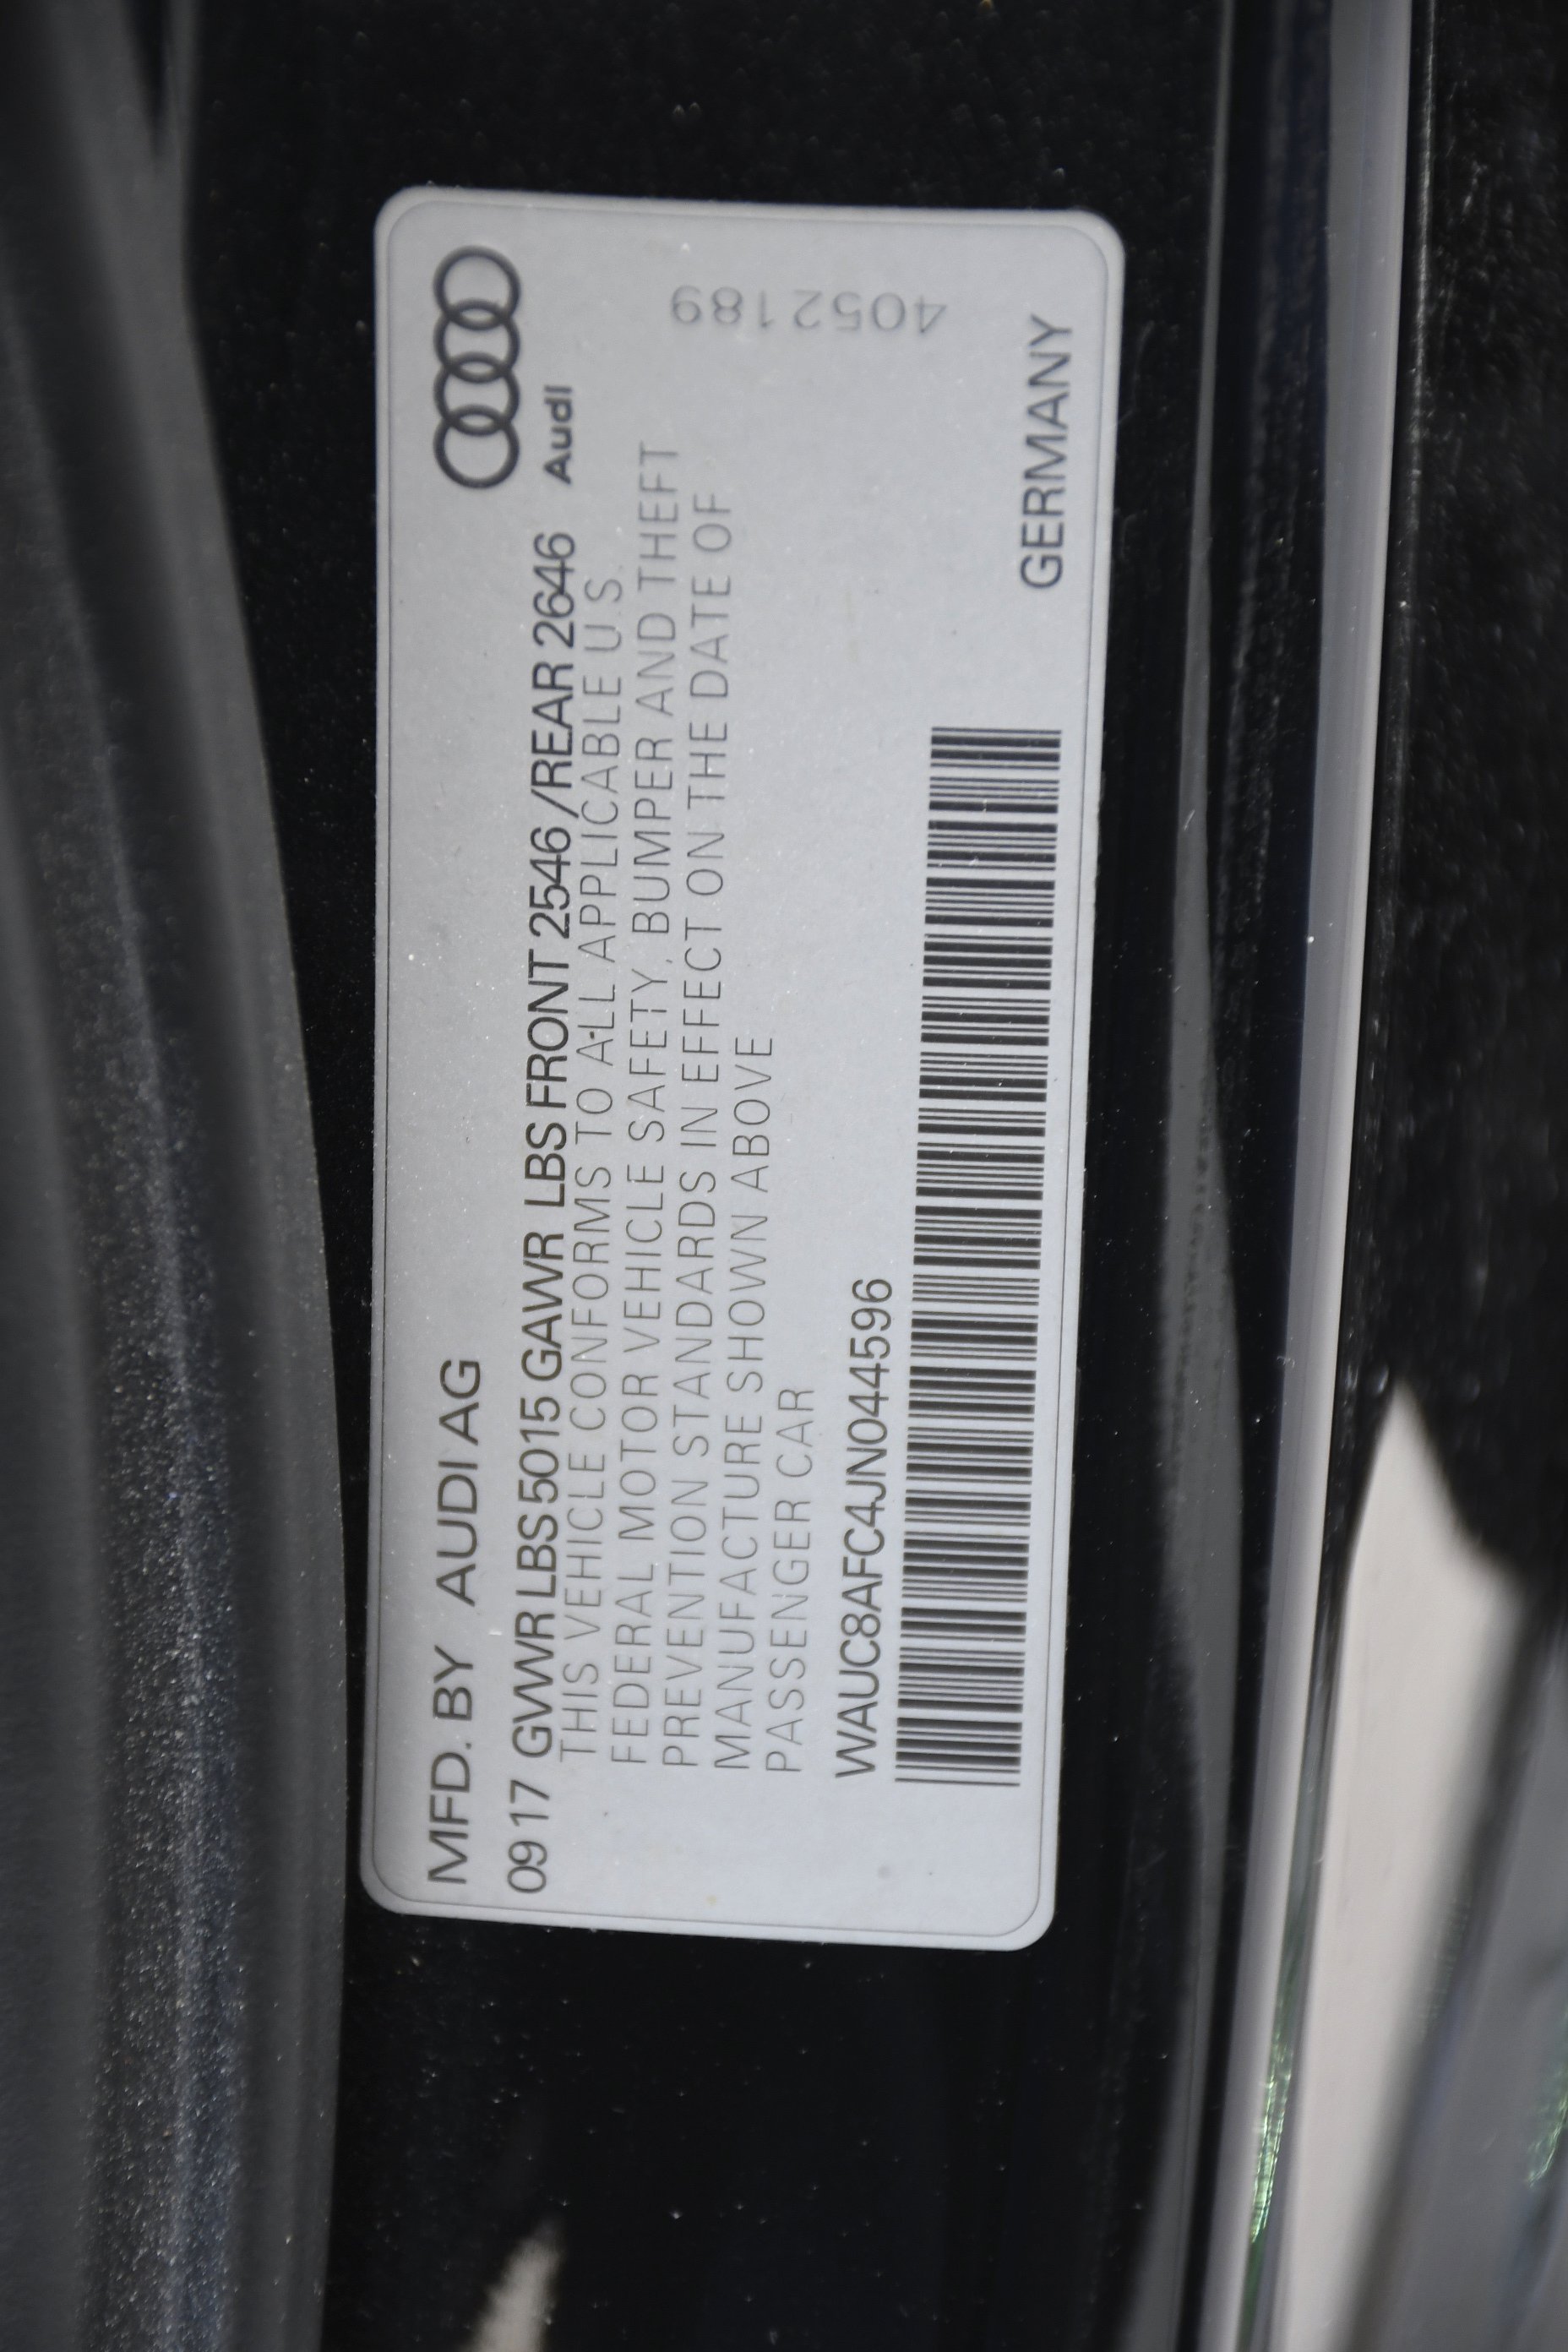 MFD. BY AUDI AG
Audi
09 17 GVWR LBS 5015 GAWR LBS FRONT 2546 /REAR 2646
THIS VEHICLE CONFORMS TO ALL APPLICABLE U S.
FEDERAL MOTOR VEHICLE SAFETY, BUMPER AND THEFT
PREVENTION STANDARDS IN EFFECT ON THE DATE OF
MANUFACTURE SHOWN ABOVE
PASSENGER CAR
4052189
WAUC8AFC4JN044596
GERMANY